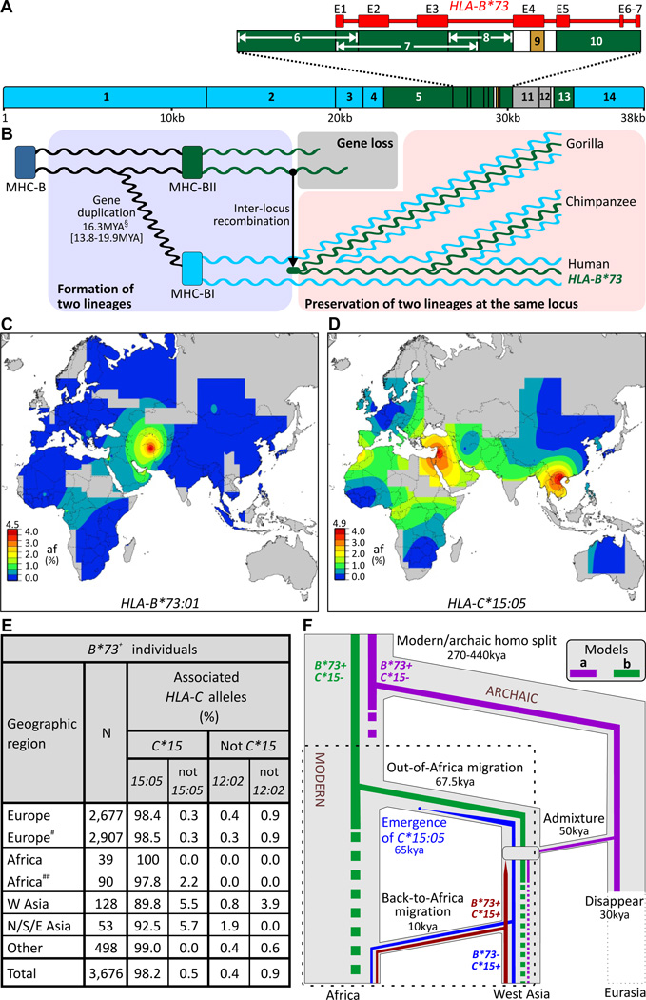 A
HLA-B*73
E1 E2 E3 E4 E5 E6-7
6 7 8 9 10
1 2 3 4 5 11 12 13 14
1 10kb 20kb 30kb 38kb
B
MHC-B
MHC-BII
Gene loss
Gene
duplication
16.3MYA§
[13.8-19.9MYA]
Inter-locus
recombination
MHC-BI
Gorilla
Chimpanzee
Human
HLA-B*73
Formation of
two lineages
Preservation of two lineages at the same locus
C
4.5
4.0
3.0
2.0
1.0
0.0
af
(%)
HLA-B*73:01
D
4.9
4.0
3.0
2.0
1.0
0.0
af
(%)
HLA-C*15:05
E
B*73+ individuals
Geographic
region
N
Associated
HLA-C alleles
(%)
C*15 Not C*15
15:05 not 15:05 12:02 not 12:02
Europe 2,677 98.4 0.3 0.4 0.9
Europe# 2,907 98.5 0.3 0.3 0.9
Africa 39 100 0.0 0.0 0.0
Africa## 90 97.8 2.2 0.0 0.0
W Asia 128 89.8 5.5 0.8 3.9
N/S/E Asia 53 92.5 5.7 1.9 0.0
Other 498 99.0 0.0 0.4 0.6
Total 3,676 98.2 0.5 0.4 0.9
F
Modern/archaic homo split
270-440kya
Models
a b
B*73+
C*15-
B*73+
C*15-
ARCHAIC
MODERN
Out-of-Africa migration
67.5kya
Emergence
of C*15:05
65kya
Admixture
50kya
B*73+
C*15+
Back-to-Africa
migration
10kya
Disappear
30kya
B*73-
C*15+
Africa
West Asia
Eurasia